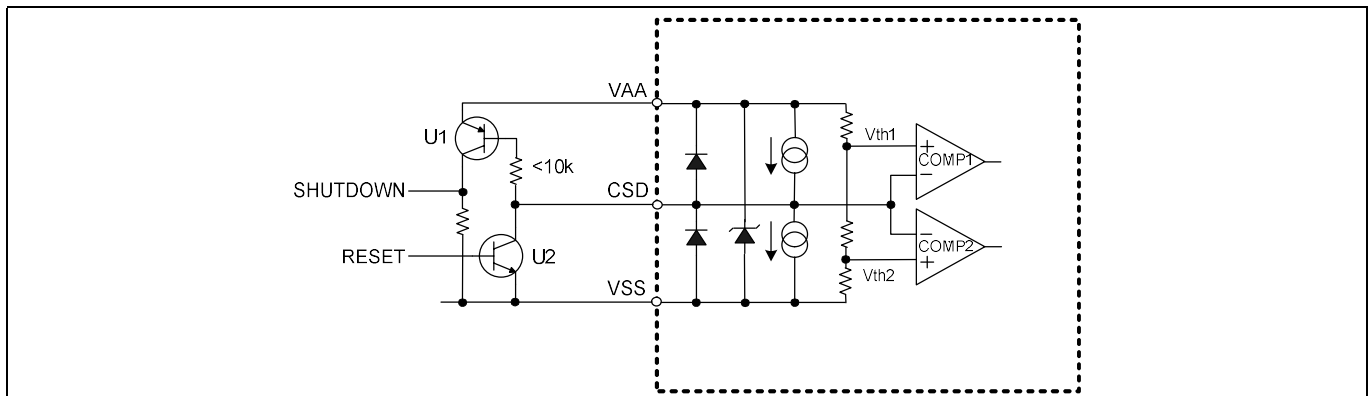 VAA
U1
Vth1
COMP1
<10k
SHUTDOWN
CSD
COMP2
RESET
U2
Vth2
VSS